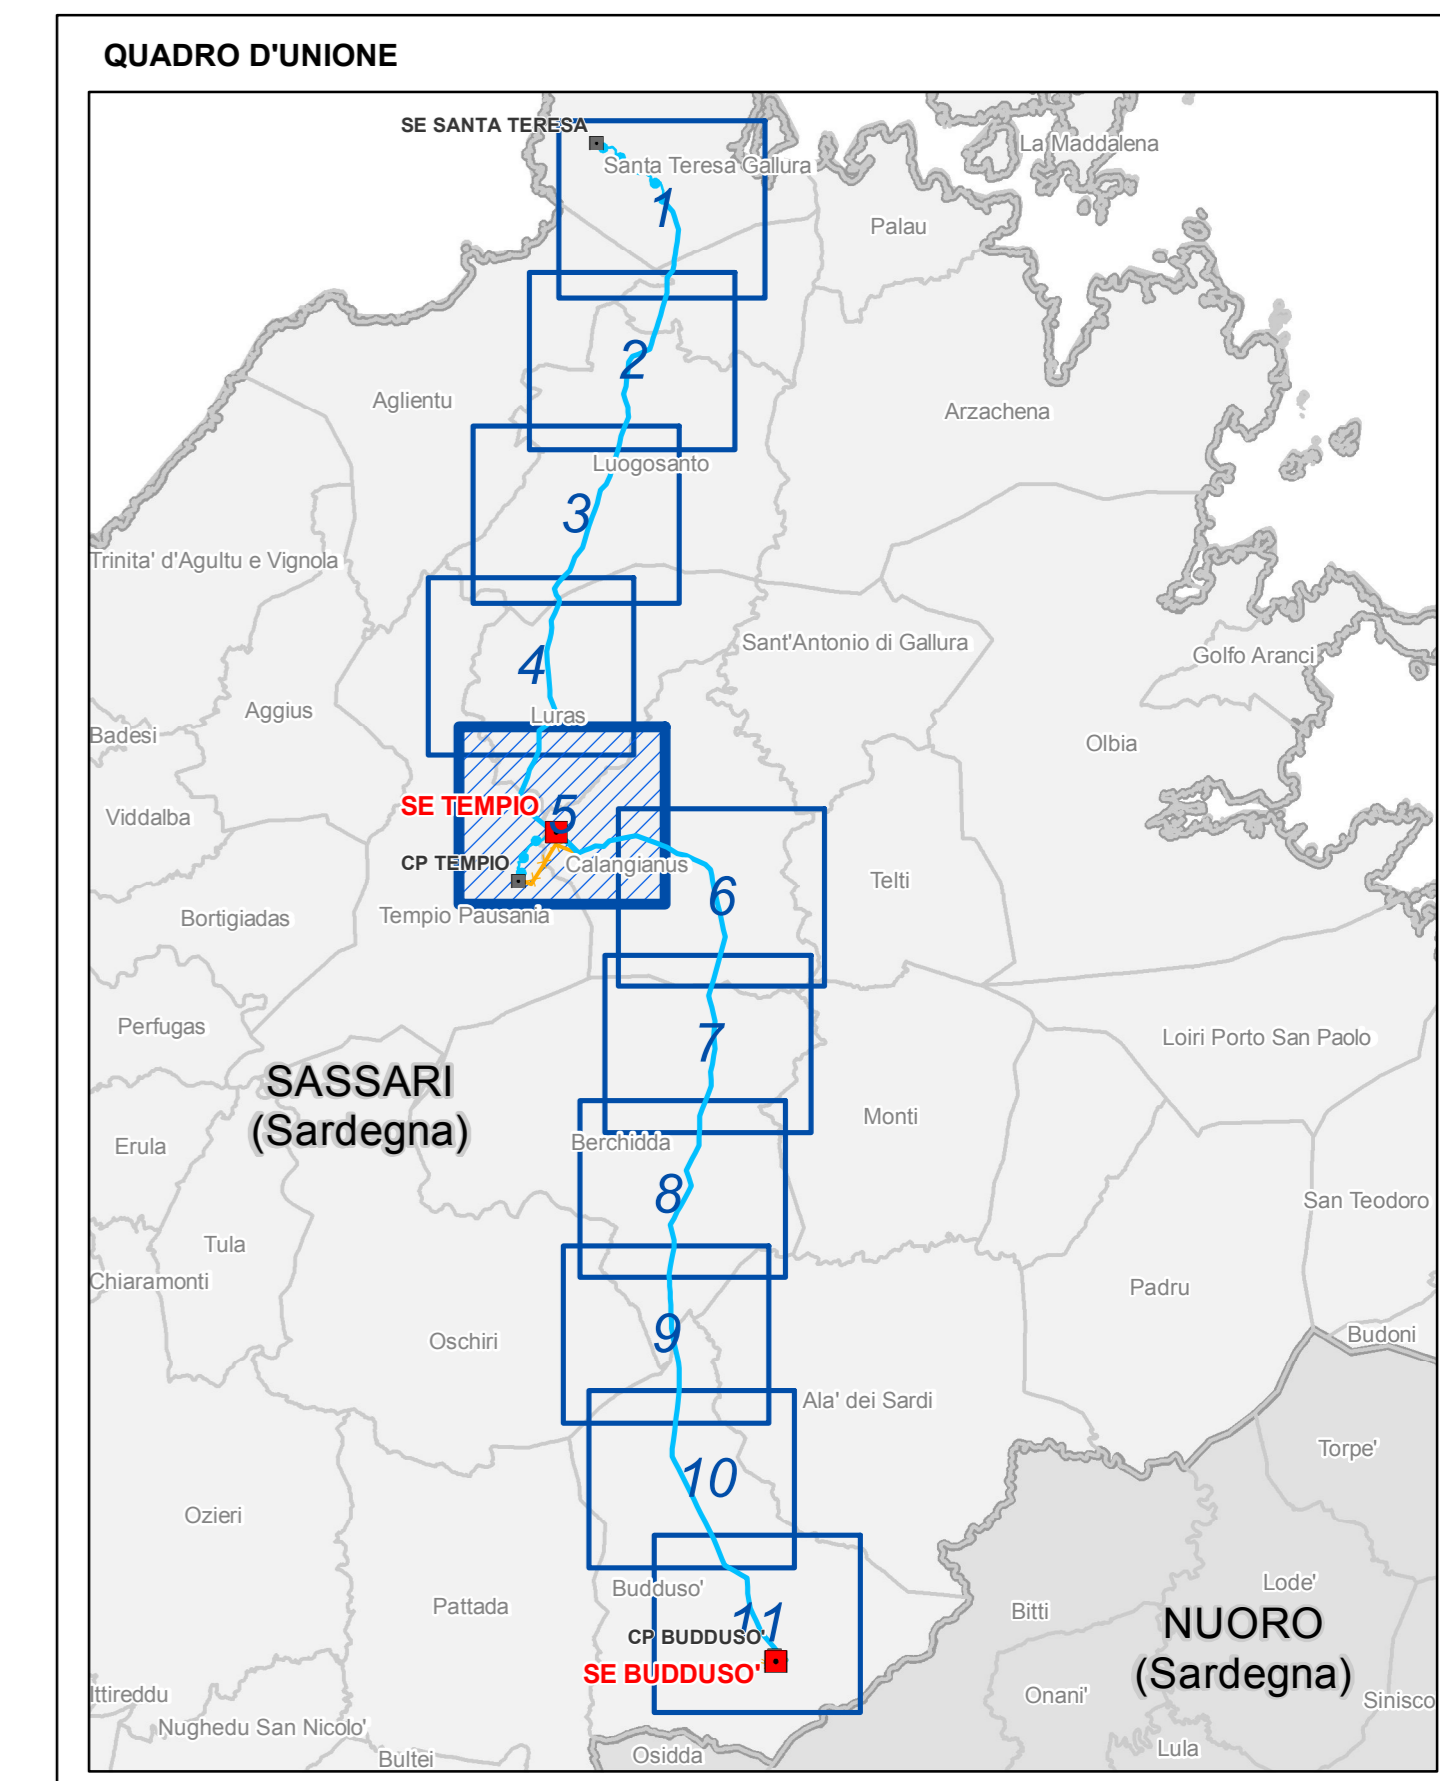 QUADRO D'UNIONE
SE SANTA TERESA
La Maddalena
Santa Teresa Gallura
1
Palau
2
Aglientu
Arzachena
Luogosanto
3
Trinita' d'Agultu e Vignola
Sant'Antonio di Gallura
Golfo Aranci
4
Aggius
Luras
Badesi
Olbia
SE TEMPIO
5
Viddalba
CP TEMPIO
Calangianus
Telti
6
Tempio Pausania
Bortigiadas
Perfugas
Loiri Porto San Paolo
7
SASSARI
(Sardegna)
Monti
Erula
Berchidda
8
San Teodoro
Tula
Chiaramonti
Padru
9
Oschiri
Budoni
Ala' dei Sardi
Torpe'
10
Ozieri
Lode'
Budduso'
Pattada
Bitti
11
NUORO
(Sardegna)
CP BUDDUSO'
SE BUDDUSO'
Ittireddu
Onani'
Sinisco
Nughedu San Nicolo'
Bultei
Osidda
Lula